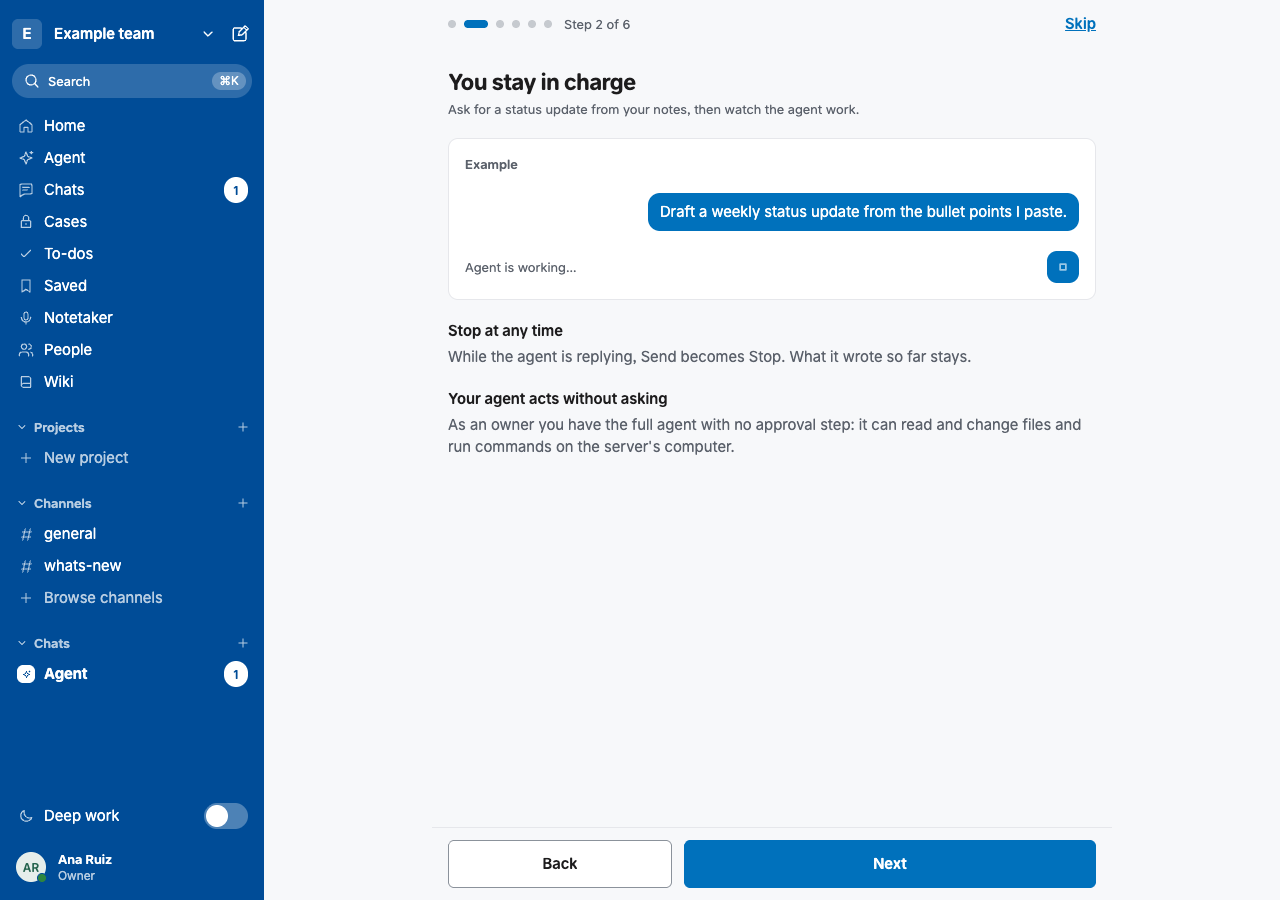 E Example team
Search ⌘K
Home
Agent
Chats 1
Cases
To-dos
Saved
Notetaker
People
Wiki
Projects
New project
Channels
general
whats-new
Browse channels
Chats
Agent 1
Deep work
AR Ana Ruiz
Owner
Step 2 of 6 Skip
You stay in charge
Ask for a status update from your notes, then watch the agent work.
Example
Draft a weekly status update from the bullet points I paste.
Agent is working...
Stop at any time
While the agent is replying, Send becomes Stop. What it wrote so far stays.
Your agent acts without asking
As an owner you have the full agent with no approval step: it can read and change files and
run commands on the server's computer.
Back Next